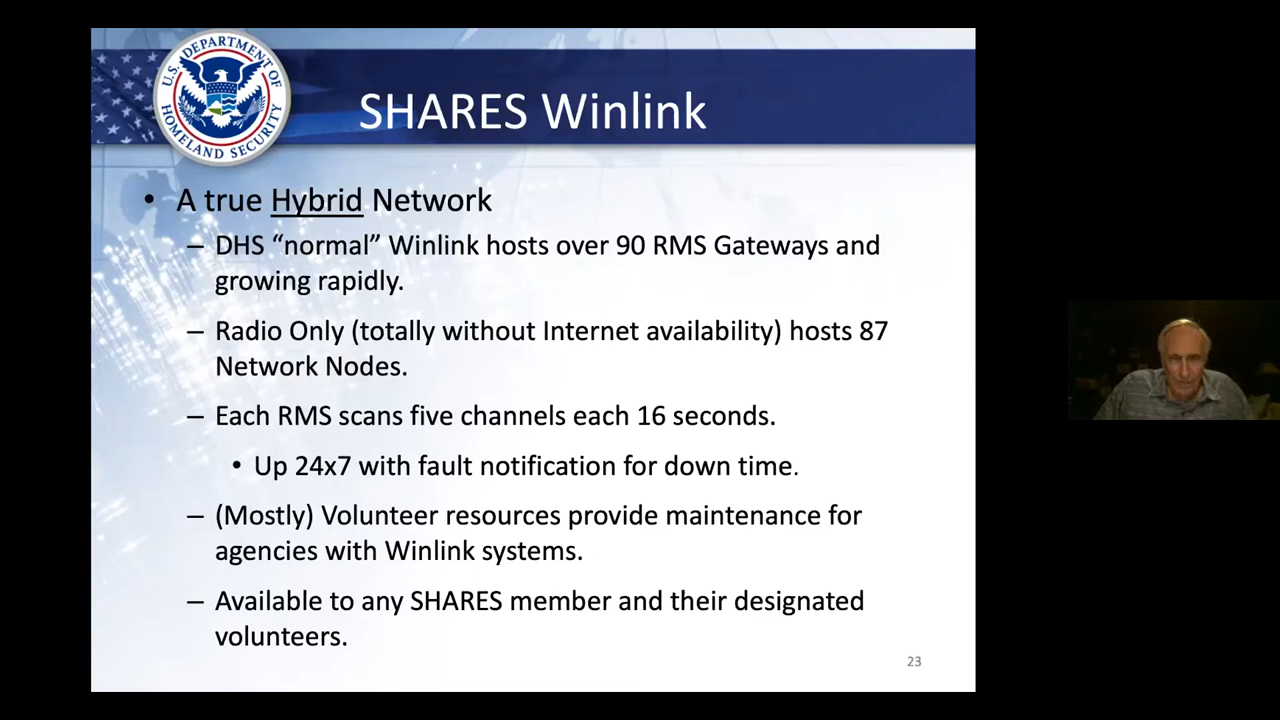 U.S. DEPARTMENT OF
HOMELAND SECURITY
SHARES Winlink
• A true Hybrid Network
– DHS “normal” Winlink hosts over 90 RMS Gateways and
growing rapidly.
– Radio Only (totally without Internet availability) hosts 87
Network Nodes.
– Each RMS scans five channels each 16 seconds.
• Up 24x7 with fault notification for down time.
– (Mostly) Volunteer resources provide maintenance for
agencies with Winlink systems.
– Available to any SHARES member and their designated
volunteers.
23